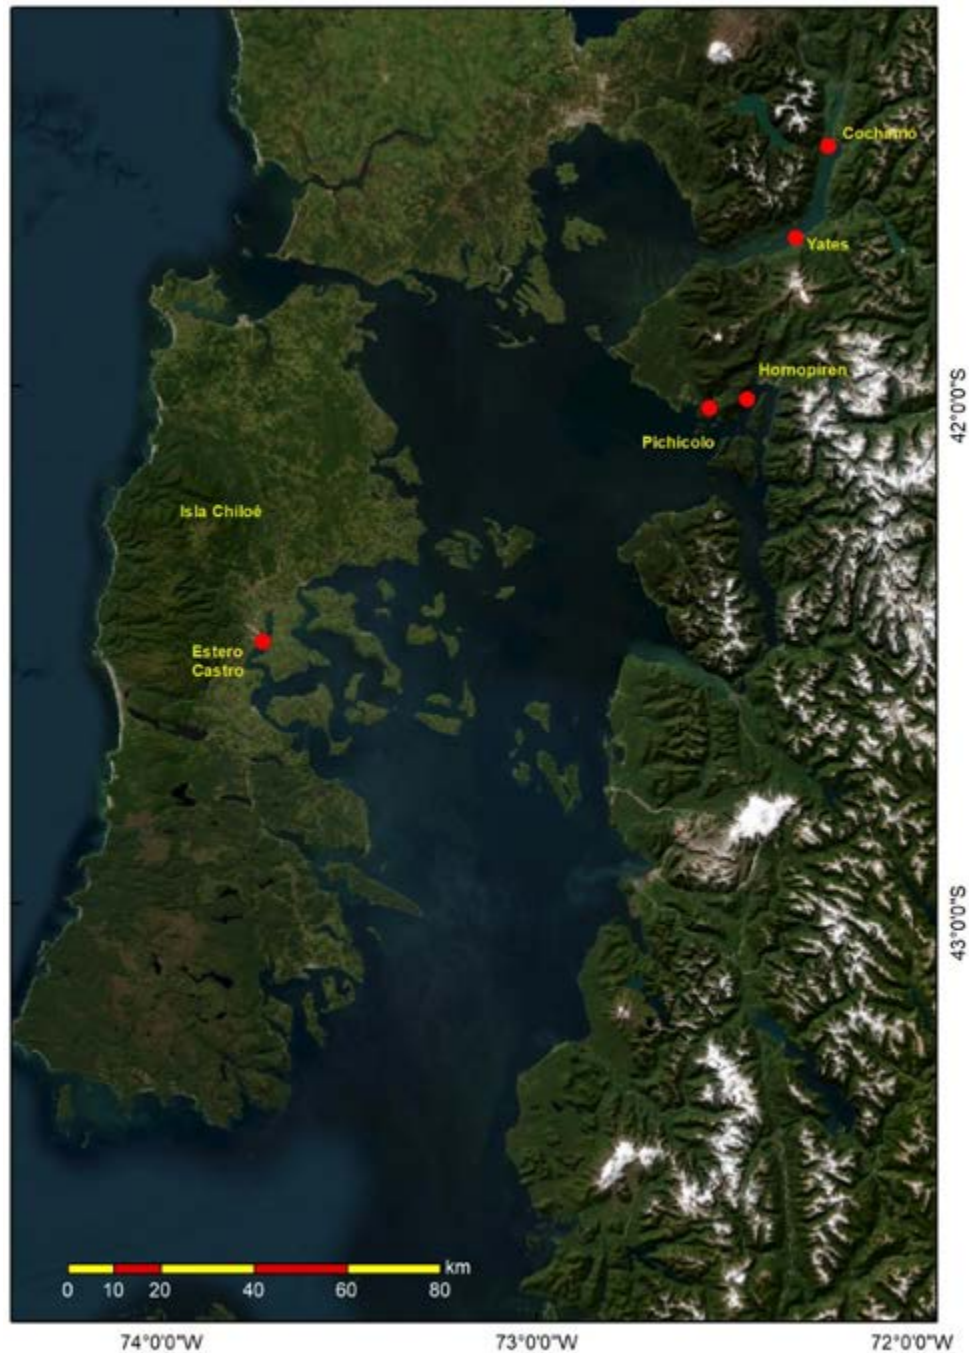 Cochamo
Yates
Hornopiren
42°0'0"S
Pichicolo
Isla Chiloé
Estero
Castro
43°0'0"S
km
0 10 20 40 60 80
74°0'0"W 73°0'0"W 72°0'0"W